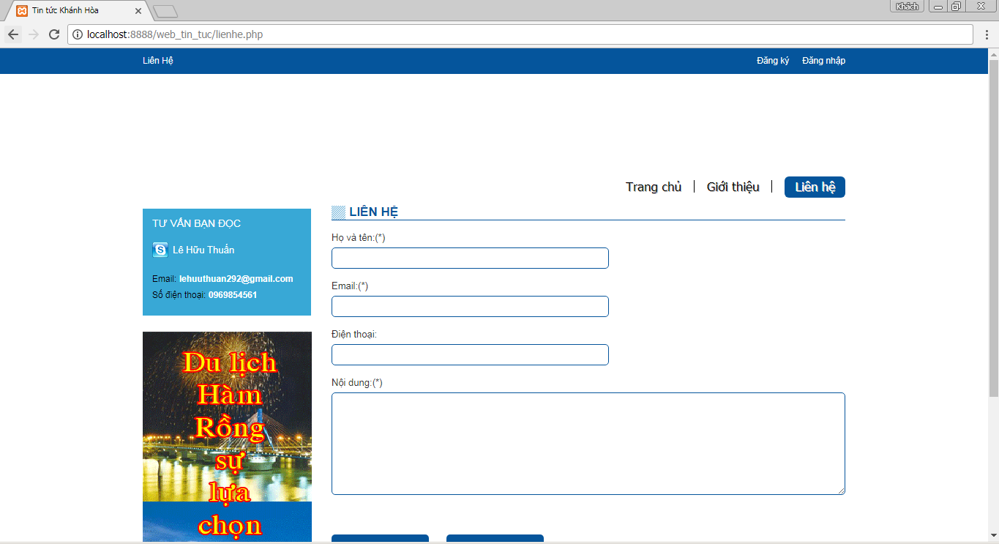 Tin tức Khánh Hòa
Khách
localhost:8888/web_tin_tuc/lienhe.php
Liên Hệ
Đăng ký Đăng nhập
Trang chủ Giới thiệu Liên hệ
TƯ VẤN BẠN ĐỌC
Lê Hữu Thuấn
Email: lehuuthuan292@gmail.com
Số điện thoại: 0969854561
Du lịch
Hàm
Rồng
sự
lựa
chọn
LIÊN HỆ
Họ và tên:(*)
Email:(*)
Điện thoại:
Nội dung:(*)